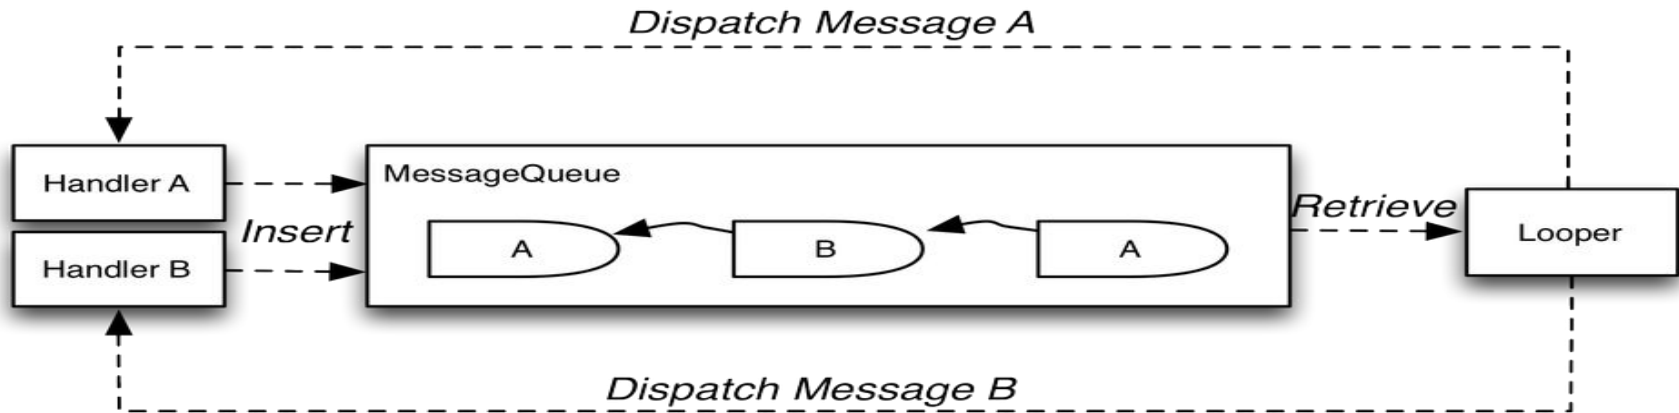 Dispatch Message A
Handler A
MessageQueue
Insert
Retrieve
Looper
Handler B
A
B
A
Dispatch Message B